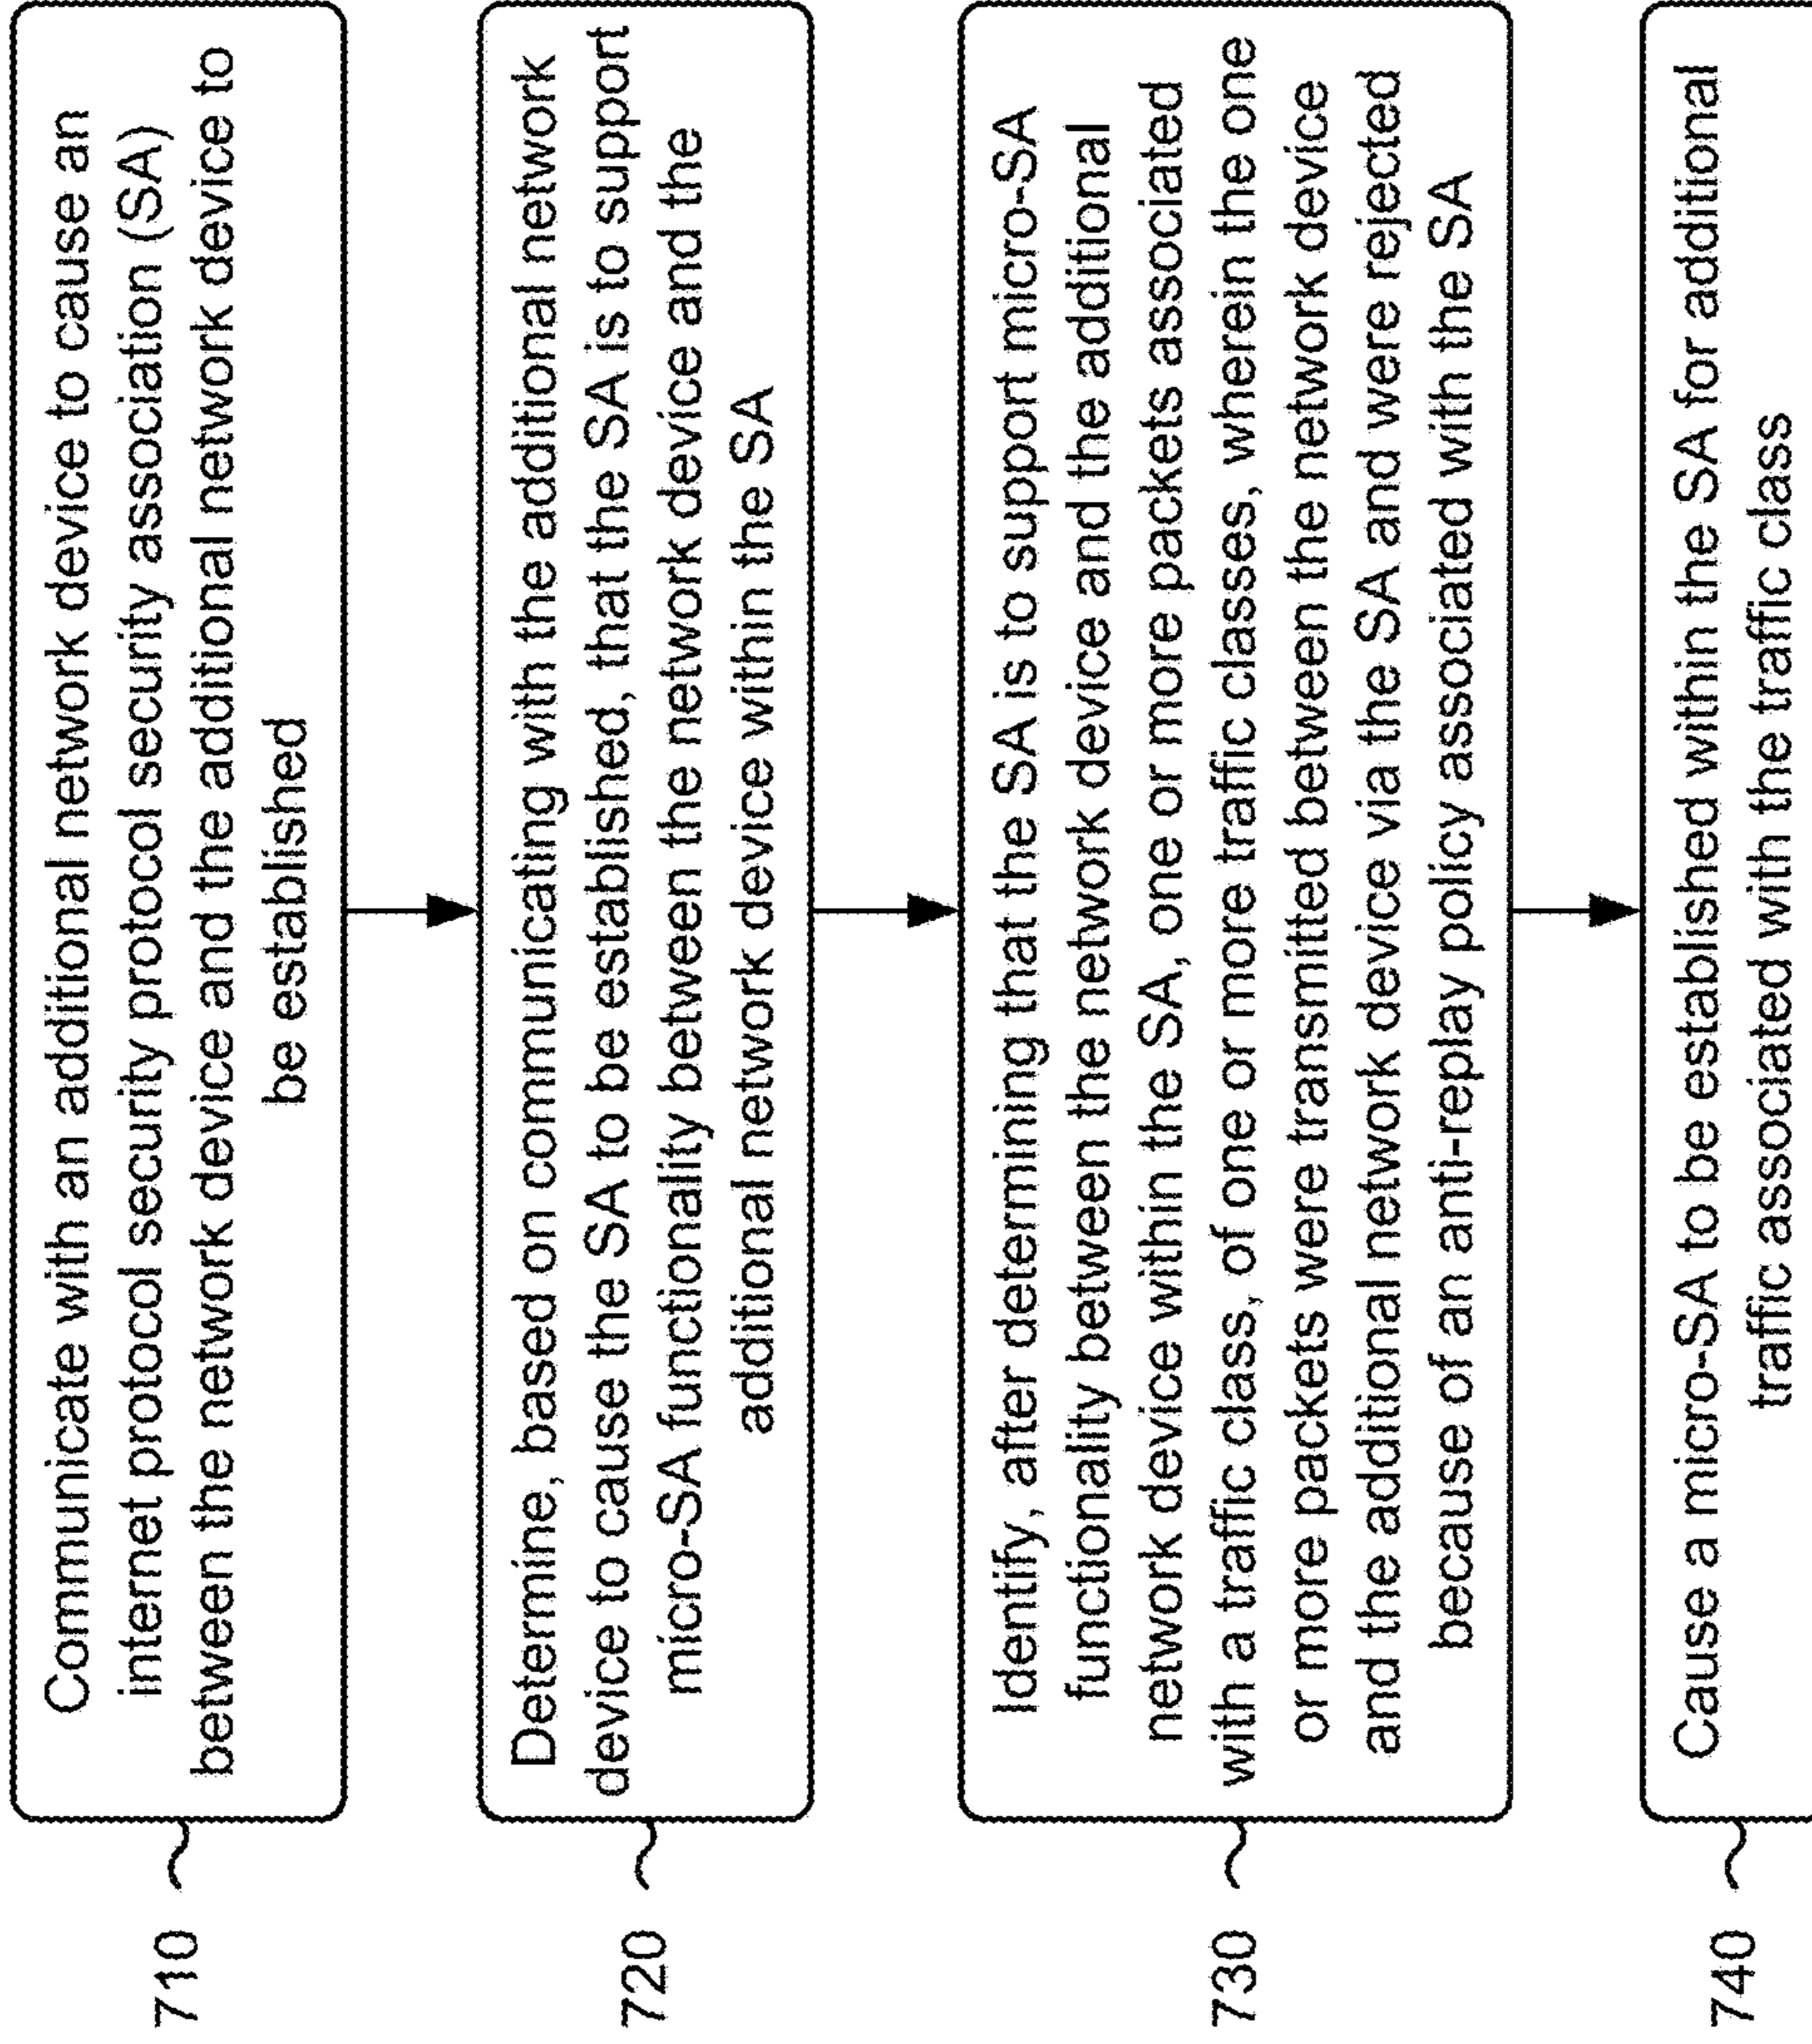 710
Communicate with an additional network device to cause an
internet protocol security protocol security association (SA)
between the network device and the additional network device to
be established
720
Determine, based on communicating with the additional network
device to cause the SA to be established, that the SA is to support
micro-SA functionality between the network device and the
additional network device within the SA
730
Identify, after determining that the SA is to support micro-SA
functionality between the network device and the additional
network device within the SA, one or more packets associated
with a traffic class, of one or more traffic classes, wherein the one
or more packets were transmitted between the network device
and the additional network device via the SA and were rejected
because of an anti-replay policy associated with the SA
740
Cause a micro-SA to be established within the SA for additional
traffic associated with the traffic class